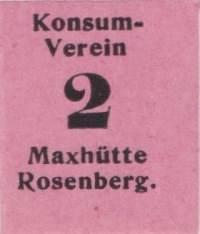 Konsum-
Verein
2
Maxhütte
Rosenberg.